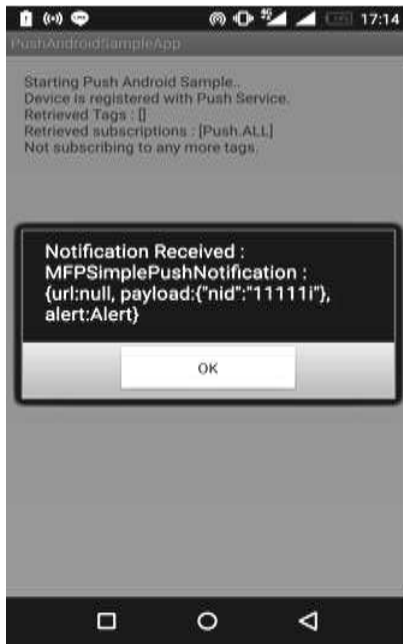 17:14
PushAndroidSampleApp
Starting Push Android Sample..
Device is registered with Push Service.
Retrieved Tags : []
Retrieved subscriptions : [Push.ALL]
Not subscribing to any more tags.
Notification Received :
MFPSimplePushNotification :
{url:null, payload:{"nid":"11111i"},
alert:Alert}
OK